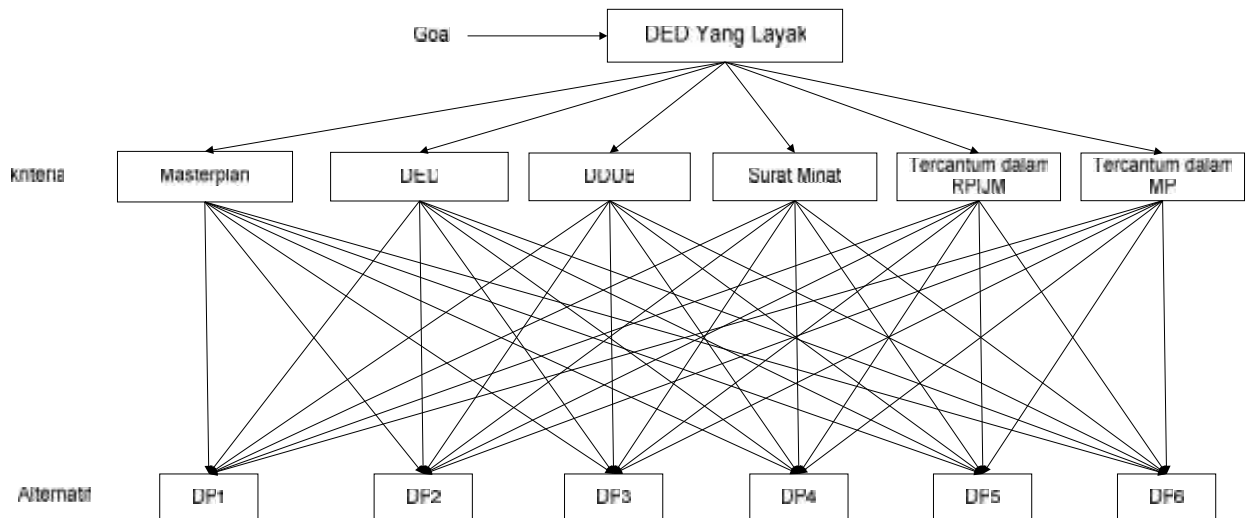 Goal
DED Yang Layak
kriteria
Masterplan
DED
DDUB
Surat Minat
Tercantum dalam
RPIJM
Tercantum dalam
MP
Alternatif
DP1
DP2
DP3
DP4
DP5
DP6